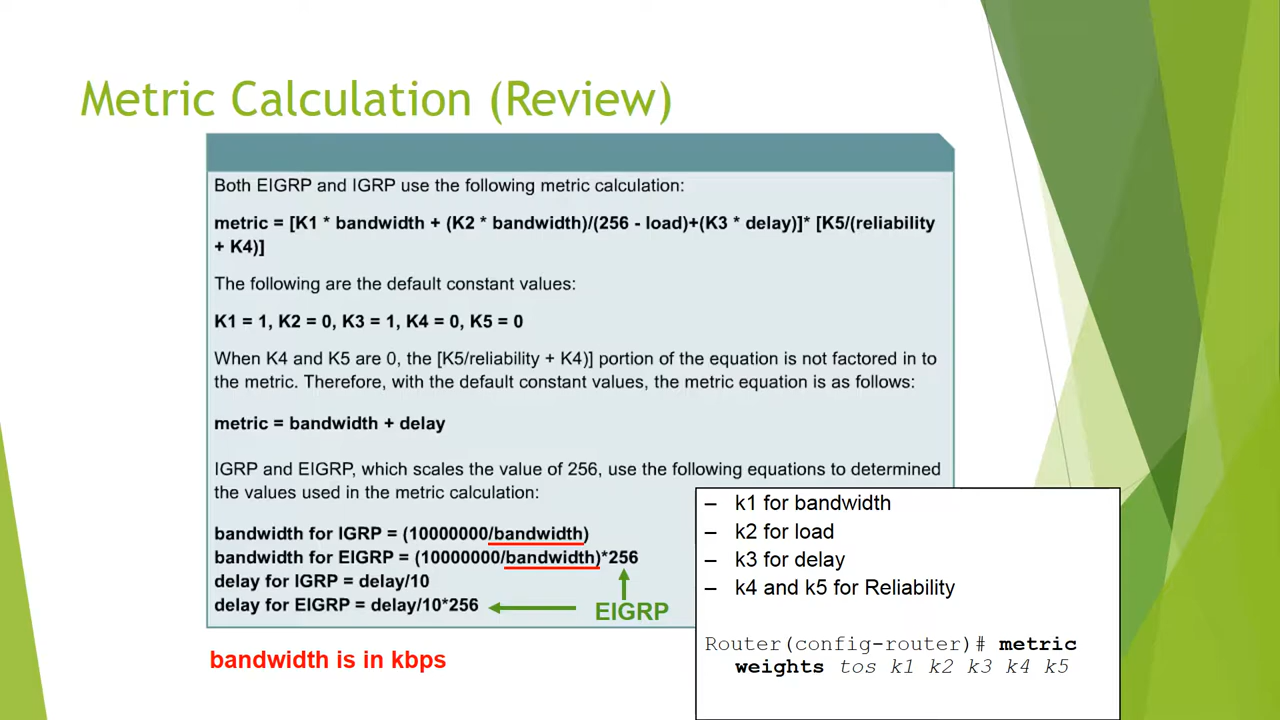 Metric Calculation (Review)
Both EIGRP and IGRP use the following metric calculation:
metric = [K1 * bandwidth + (K2 * bandwidth)/(256 - load)+(K3 * delay)]* [K5/(reliability
+ K4)]
The following are the default constant values:
K1 = 1, K2 = 0, K3 = 1, K4 = 0, K5 = 0
When K4 and K5 are 0, the [K5/reliability + K4)] portion of the equation is not factored in to
the metric. Therefore, with the default constant values, the metric equation is as follows:
metric = bandwidth + delay
IGRP and EIGRP, which scales the value of 256, use the following equations to determined
the values used in the metric calculation:
bandwidth for IGRP = (10000000/bandwidth)
bandwidth for EIGRP = (10000000/bandwidth)*256
delay for IGRP = delay/10
delay for EIGRP = delay/10*256
EIGRP
bandwidth is in kbps
– k1 for bandwidth
– k2 for load
– k3 for delay
– k4 and k5 for Reliability
Router(config-router)# metric
weights tos k1 k2 k3 k4 k5